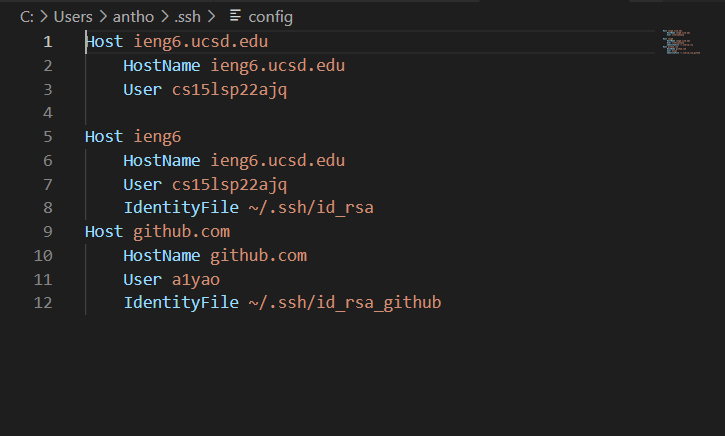 C: > Users > antho > .ssh > config
1 Host ieng6.ucsd.edu
2 HostName ieng6.ucsd.edu
3 User cs15lsp22ajq
4
5 Host ieng6
6 HostName ieng6.ucsd.edu
7 User cs15lsp22ajq
8 IdentityFile ~/.ssh/id_rsa
9 Host github.com
10 HostName github.com
11 User a1yao
12 IdentityFile ~/.ssh/id_rsa_github